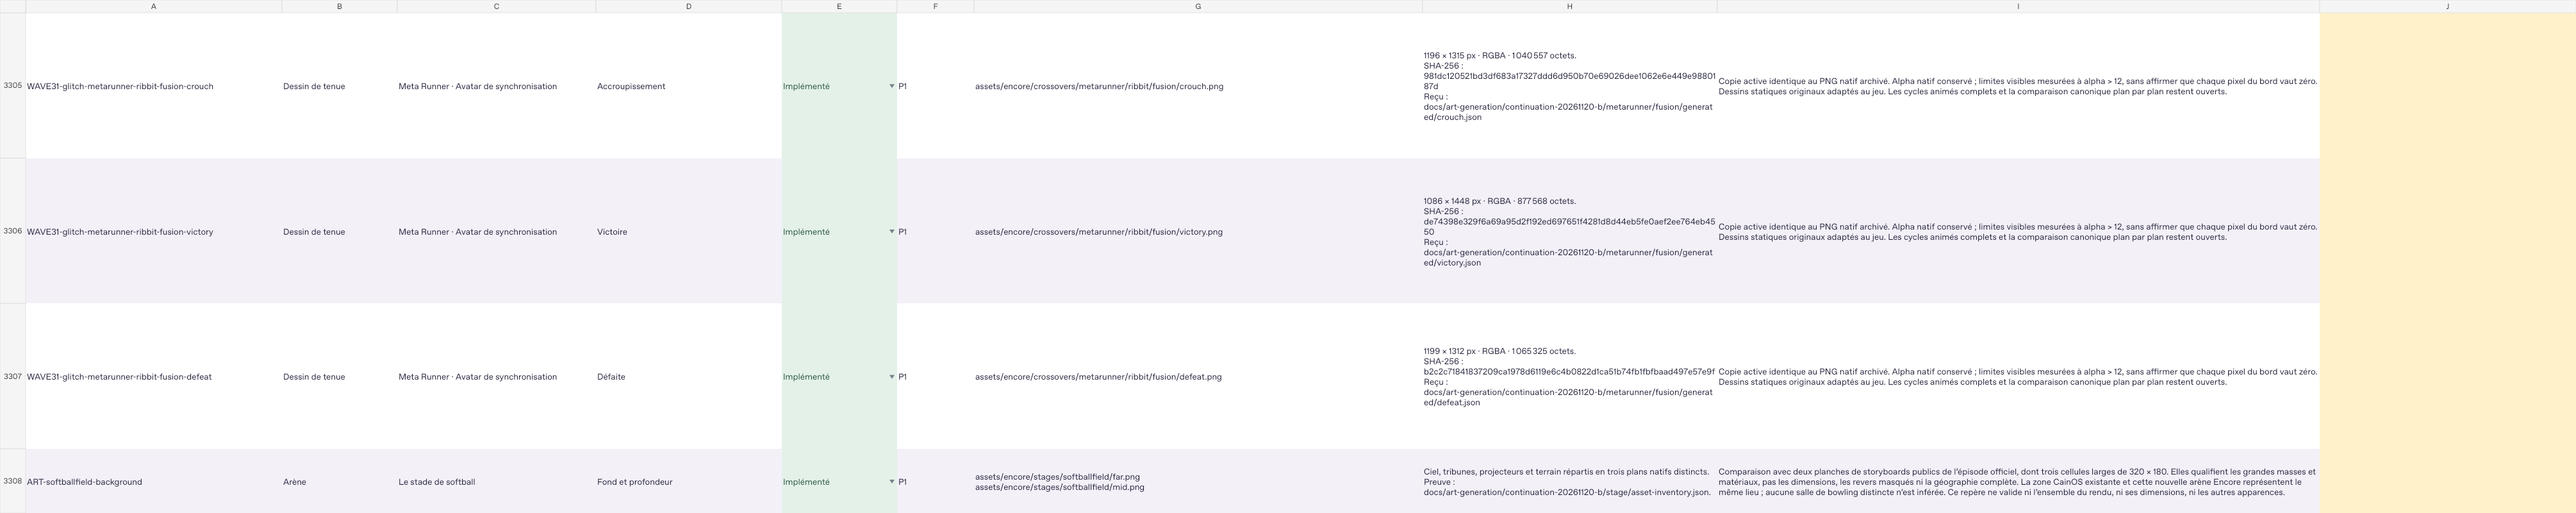 A B C D E F G H I J
3305 WAVE31-glitch-metarunner-ribbit-fusion-crouch Dessin de tenue Meta Runner · Avatar de synchronisation Accroupissement Implémenté P1 assets/encore/crossovers/metarunner/ribbit/fusion/crouch.png
1196 × 1315 px · RGBA · 1 040 557 octets.
SHA-256 :
981dc120521bd3df683a17327ddd6d950b70e69026dee1062e6e449e98801
87d
Reçu :
docs/art-generation/continuation-20261120-b/metarunner/fusion/generat
ed/crouch.json
Copie active identique au PNG natif archivé. Alpha natif conservé ; limites visibles mesurées à alpha > 12, sans affirmer que chaque pixel du bord vaut zéro.
Dessins statiques originaux adaptés au jeu. Les cycles animés complets et la comparaison canonique plan par plan restent ouverts.
3306 WAVE31-glitch-metarunner-ribbit-fusion-victory Dessin de tenue Meta Runner · Avatar de synchronisation Victoire Implémenté P1 assets/encore/crossovers/metarunner/ribbit/fusion/victory.png
1086 × 1448 px · RGBA · 877 568 octets.
SHA-256 :
de74398e329f6a69a95d2f192ed697651f4281d8d44eb5fe0aef2ee764eb45
50
Reçu :
docs/art-generation/continuation-20261120-b/metarunner/fusion/generat
ed/victory.json
Copie active identique au PNG natif archivé. Alpha natif conservé ; limites visibles mesurées à alpha > 12, sans affirmer que chaque pixel du bord vaut zéro.
Dessins statiques originaux adaptés au jeu. Les cycles animés complets et la comparaison canonique plan par plan restent ouverts.
3307 WAVE31-glitch-metarunner-ribbit-fusion-defeat Dessin de tenue Meta Runner · Avatar de synchronisation Défaite Implémenté P1 assets/encore/crossovers/metarunner/ribbit/fusion/defeat.png
1199 × 1312 px · RGBA · 1 065 325 octets.
SHA-256 :
b2c2c71841837209ca1978d6119e6c4b0822d1ca51b74fb1fbfbaad497e57e9f
Reçu :
docs/art-generation/continuation-20261120-b/metarunner/fusion/generat
ed/defeat.json
Copie active identique au PNG natif archivé. Alpha natif conservé ; limites visibles mesurées à alpha > 12, sans affirmer que chaque pixel du bord vaut zéro.
Dessins statiques originaux adaptés au jeu. Les cycles animés complets et la comparaison canonique plan par plan restent ouverts.
3308 ART-softballfield-background Arène Le stade de softball Fond et profondeur Implémenté P1
assets/encore/stages/softballfield/far.png
assets/encore/stages/softballfield/mid.png
Ciel, tribunes, projecteurs et terrain répartis en trois plans natifs distincts.
Preuve :
docs/art-generation/continuation-20261120-b/stage/asset-inventory.json.
Comparaison avec deux planches de storyboards publics de l’épisode officiel, dont trois cellules larges de 320 × 180. Elles qualifient les grandes masses et
matériaux, pas les dimensions, les revers masqués ni la géographie complète. La zone CainOS existante et cette nouvelle arène Encore représentent le
même lieu ; aucune salle de bowling distincte n’est inférée. Ce repère ne valide ni l’ensemble du rendu, ni ses dimensions, ni les autres apparences.